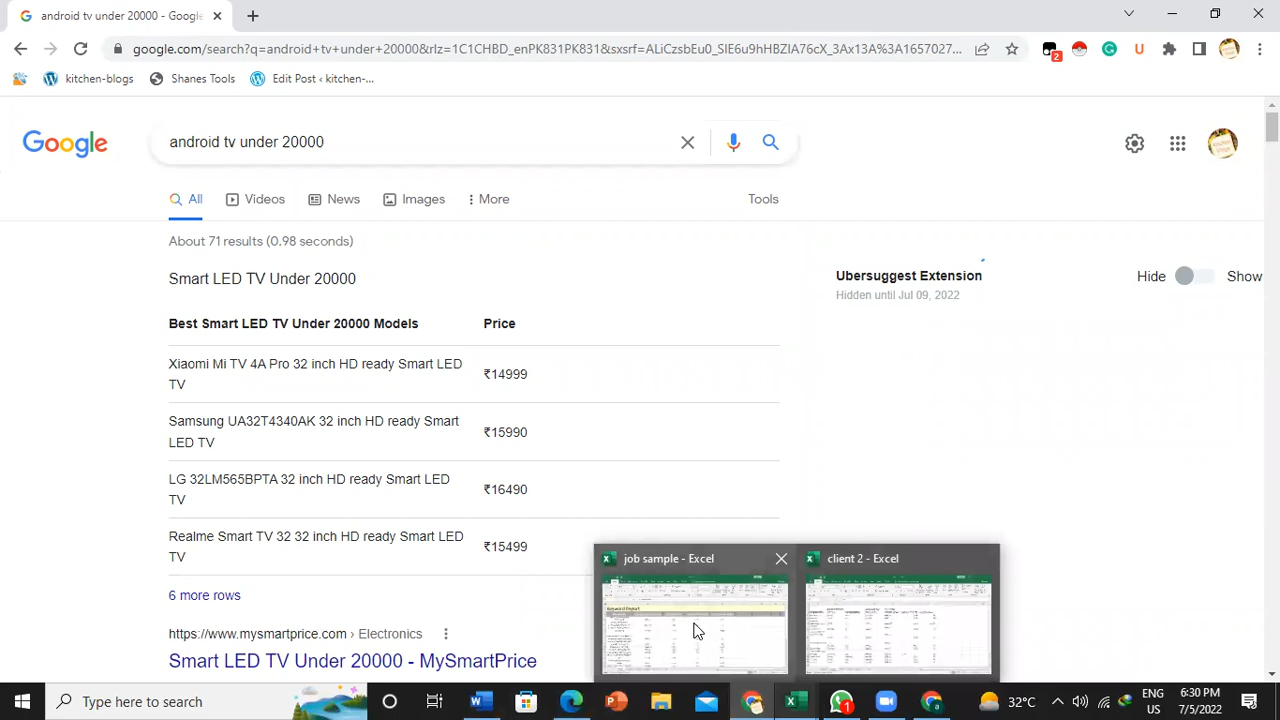 android tv under 20000 - Google
google.com/search?q=android+tv+under+20000&rlz=1C1CHBD_enPK831PK831&sxsrf=ALiCzsbEu0_SIE6u9hHBZIA76cX_3Ax13A%3A1657027...
2
U
kitchen-blogs
Shanes Tools
Edit Post ‹ kitchen-...
Google
android tv under 20000
All
Videos
News
Images
More
Tools
About 71 results (0.98 seconds)
Smart LED TV Under 20000
Ubersuggest Extension
Hide
Show
Hidden until Jul 09, 2022
Best Smart LED TV Under 20000 Models
Price
Xiaomi Mi TV 4A Pro 32 inch HD ready Smart LED
TV
₹14999
Samsung UA32T4340AK 32 inch HD ready Smart
LED TV
₹15990
LG 32LM565BPTA 32 inch HD ready Smart LED
TV
₹16490
Realme Smart TV 32 32 inch HD ready Smart LED
TV
₹15499
6 more rows
job sample - Excel
client 2 - Excel
https://www.mysmartprice.com › Electronics
Smart LED TV Under 20000 - MySmartPrice
Type here to search
1
32°C
ENG
US
6:30 PM
7/5/2022